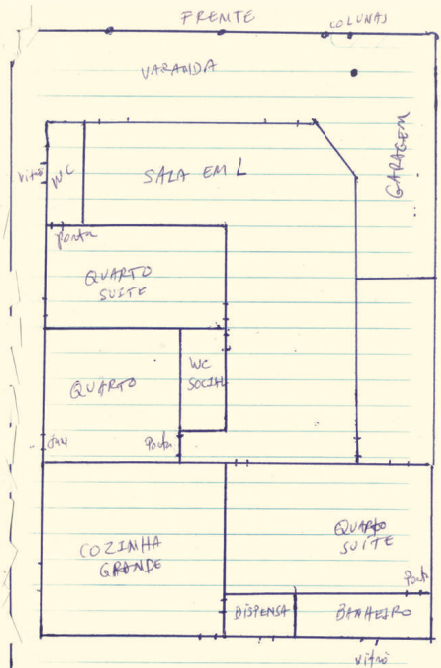 FRENTE
COLUNAS
VARANDA
GARAGEM
vitrô
WC
SALA EM L
porta
QUARTO
SUITE
QUARTO
WC
SOCIAL
Jan
Porta
COZINHA
GRANDE
QUARTO
SUITE
Porta
DISPENSA
BANHEIRO
vitrô